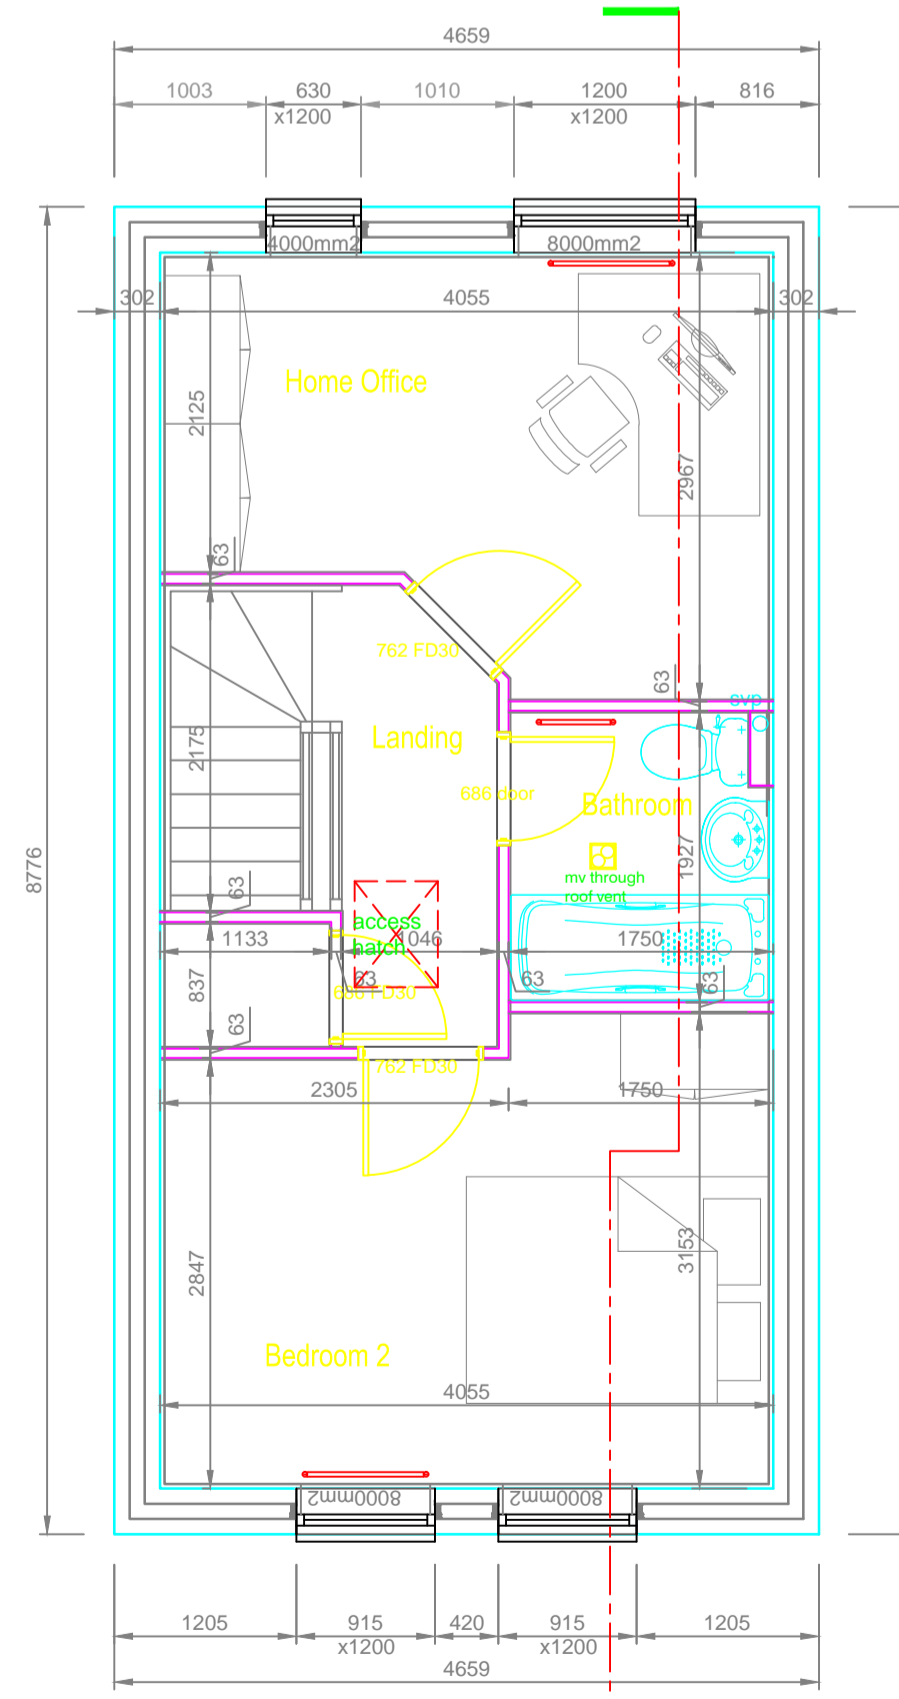 4659
1003 630 1010 1200 816
x1200 x1200
4000mm2 8000mm2
302 4055 302
Home Office
2125
2967
63
762 FD30
63
svp
Landing
2175
686 door
Bathroom
1927
8776
mv through
roof vent
63
access
hatch
1133 1046 1750
63 63 63
837
686 FD30
63
762 FD30
2305 1750
2847
3153
Bedroom 2
4055
8000mm2 8000mm2
1205 915 420 915 1205
x1200 x1200
4659